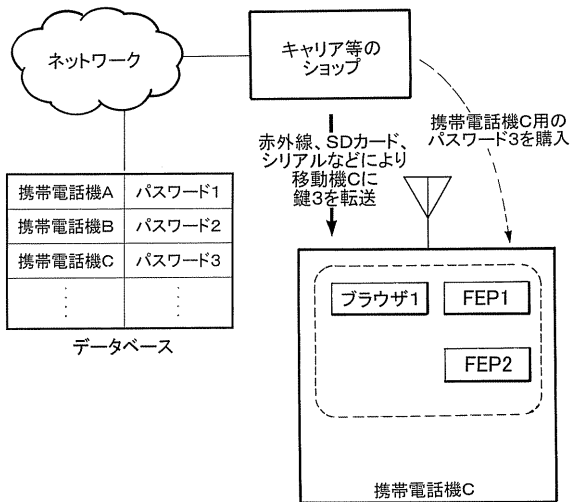 ネットワーク
キャリア等の
ショップ
赤外線、SDカード、
シリアルなどにより
移動機Cに
鍵3を転送
携帯電話機C用の
パスワード3を購入
携帯電話機A パスワード1
携帯電話機B パスワード2
携帯電話機C パスワード3
データベース
ブラウザ1 FEP1
FEP2
携帯電話機C